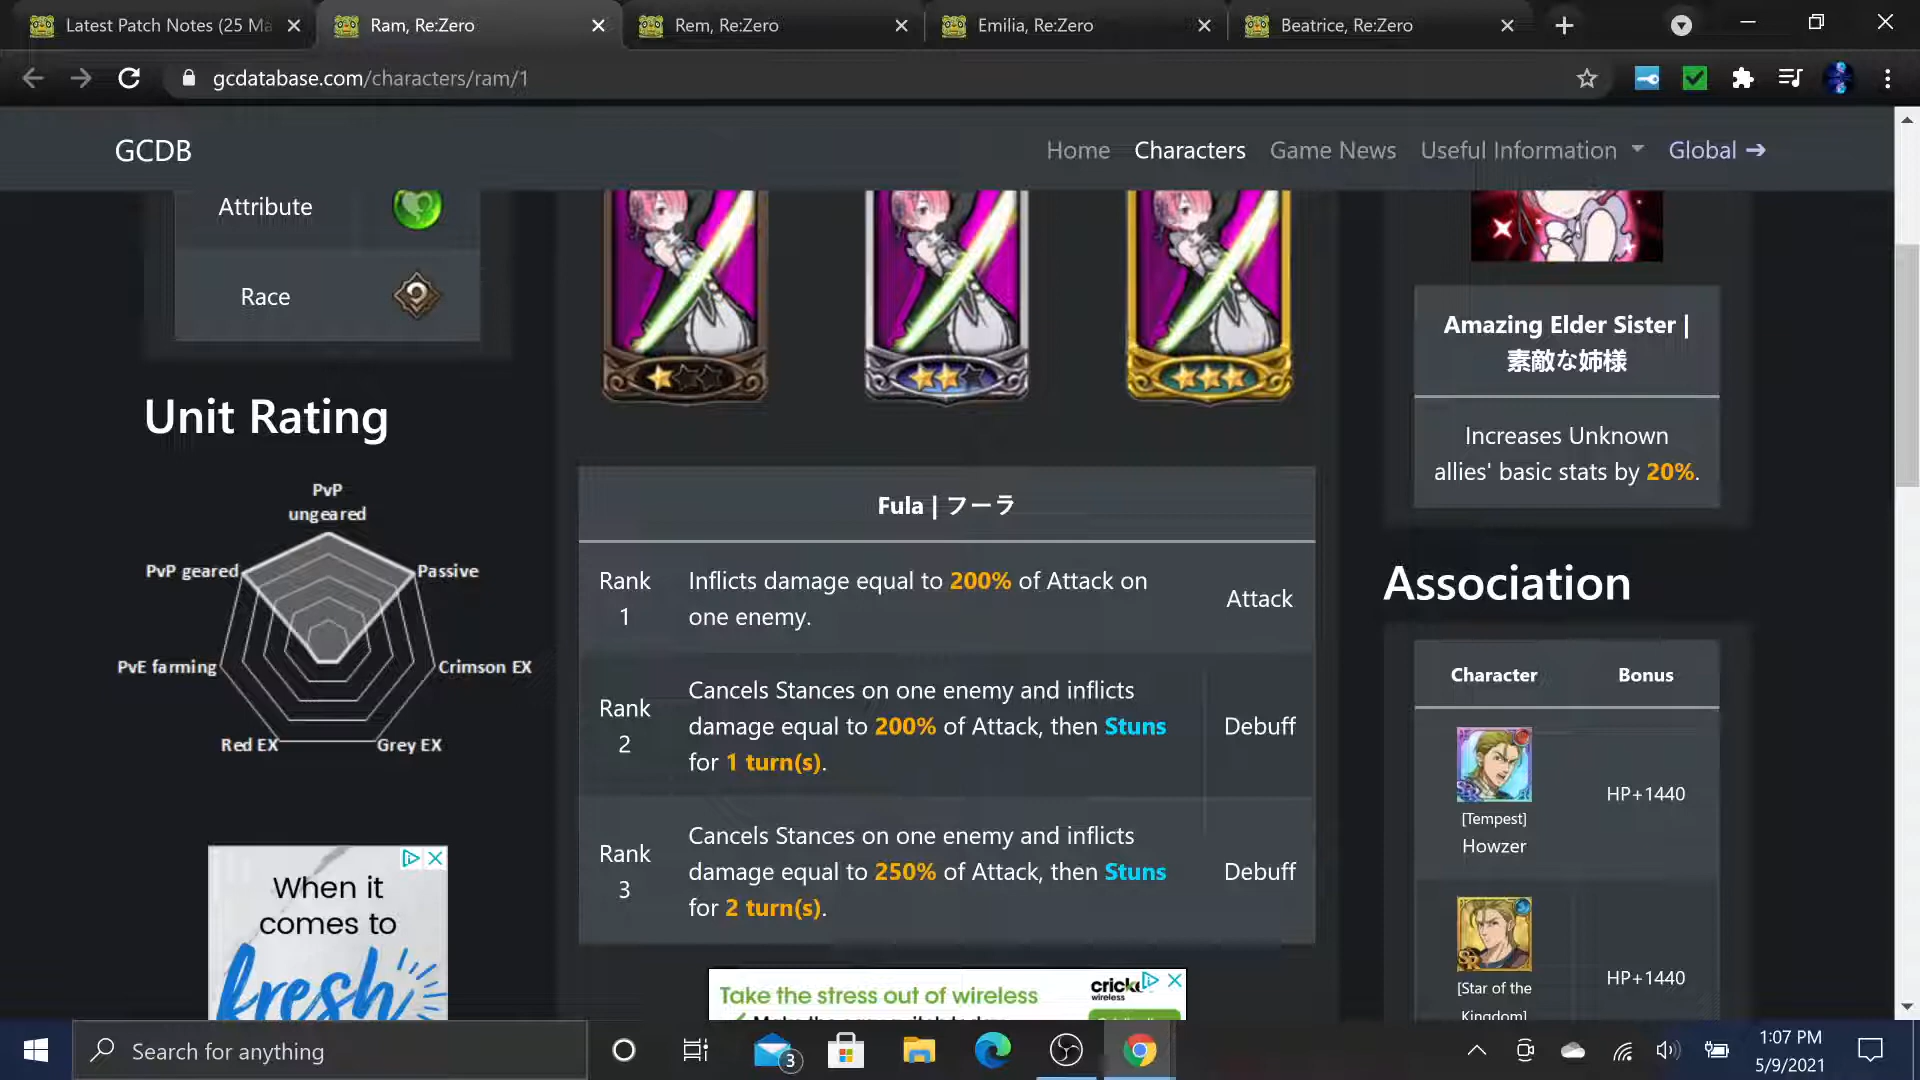 Latest Patch Notes (25 Ma
Ram, Re:Zero
Rem, Re:Zero
Emilia, Re:Zero
Beatrice, Re:Zero
gcdatabase.com/characters/ram/1
GCDB
Home
Characters
Game News
Useful Information
Global
Attribute
Race
Unit Rating
PvP
ungeared
PvP geared
Passive
PvE farming
Crimson EX
Red EX
Grey EX
When it
comes to
fresh
Fula | フーラ
Rank
1
Inflicts damage equal to 200% of Attack on
one enemy.
Attack
Rank
2
Cancels Stances on one enemy and inflicts
damage equal to 200% of Attack, then Stuns
for 1 turn(s).
Debuff
Rank
3
Cancels Stances on one enemy and inflicts
damage equal to 250% of Attack, then Stuns
for 2 turn(s).
Debuff
Take the stress out of wireless
wireless
Amazing Elder Sister |
素敵な姉様
Increases Unknown
allies' basic stats by 20%.
Association
Character
Bonus
[Tempest]
Howzer
HP+1440
SR
[Star of the
Kingdom]
HP+1440
Search for anything
3
1:07 PM
5/9/2021